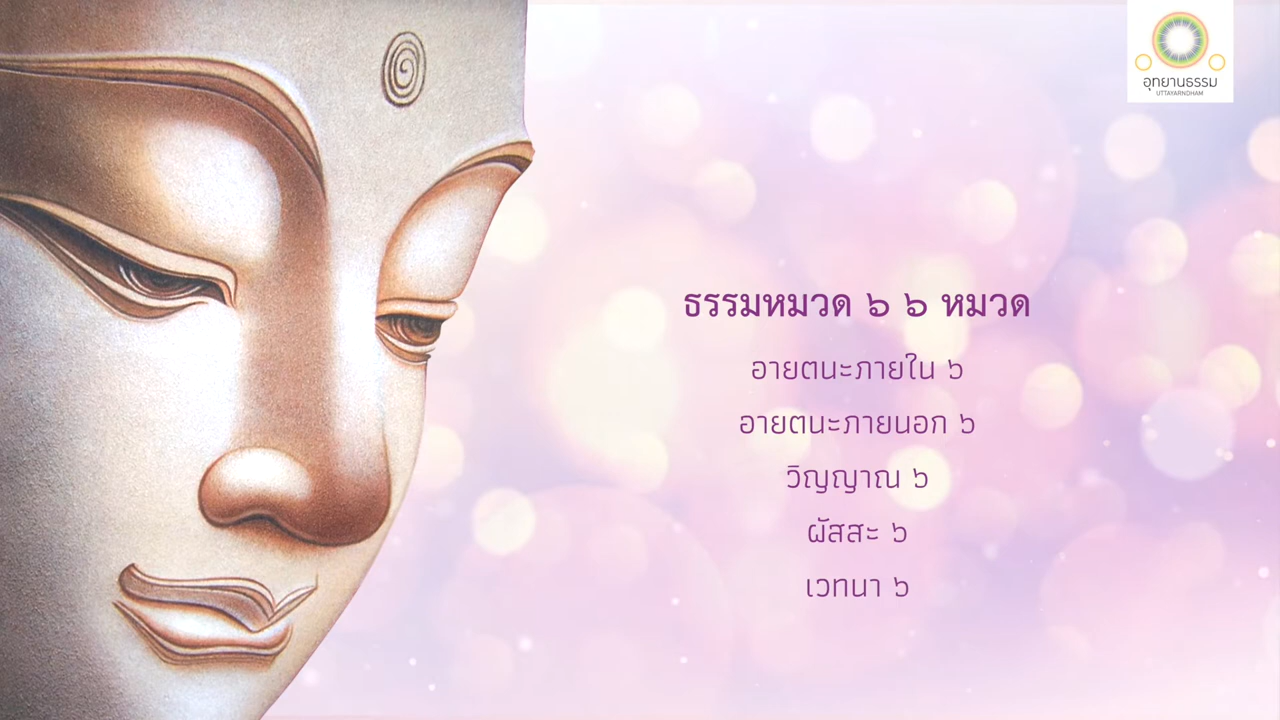 อุทยานธรรม
UTTAYARNDHAM
ธรรมหมวด ๖ ๖ หมวด
อายตนะภายใน ๖
อายตนะภายนอก ๖
วิญญาณ ๖
ผัสสะ ๖
เวทนา ๖